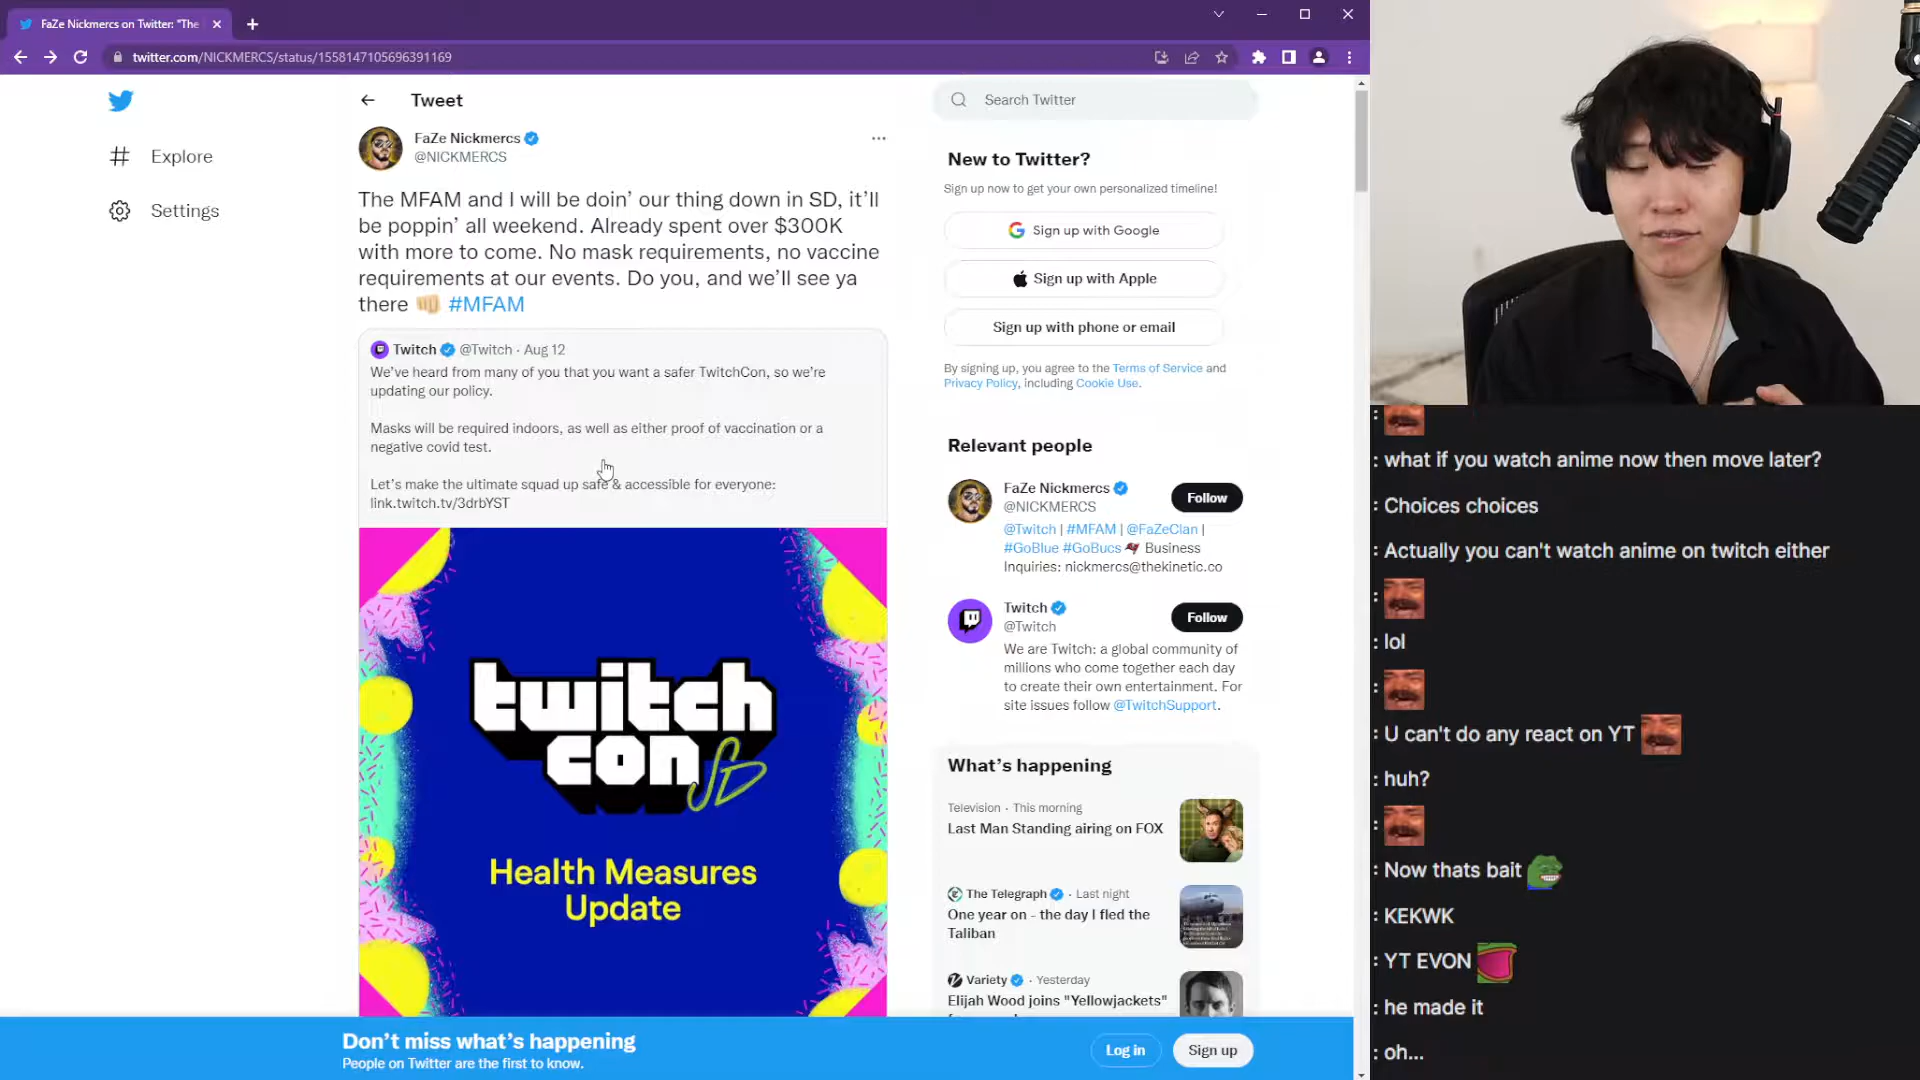 FaZe Nickmercs on Twitter: "The
twitter.com/NICKMERCS/status/1558147105696391169
Explore
Settings
Tweet
FaZe Nickmercs
@NICKMERCS
The MFAM and I will be doin' our thing down in SD, it'll
be poppin' all weekend. Already spent over $300K
with more to come. No mask requirements, no vaccine
requirements at our events. Do you, and we'll see ya
there 👊🏼 #MFAM
Twitch @Twitch · Aug 12
We've heard from many of you that you want a safer TwitchCon, so we're
updating our policy.
Masks will be required indoors, as well as either proof of vaccination or a
negative covid test.
Let's make the ultimate squad up safe & accessible for everyone:
link.twitch.tv/3drbYST
twitch
con SD
Health Measures
Update
Search Twitter
New to Twitter?
Sign up now to get your own personalized timeline!
Sign up with Google
Sign up with Apple
Sign up with phone or email
By signing up, you agree to the Terms of Service and
Privacy Policy, including Cookie Use.
Relevant people
FaZe Nickmercs
@NICKMERCS
Follow
@Twitch | #MFAM | @FaZeClan |
#GoBlue #GoBucs Business
Inquiries: nickmercs@thekinetic.co
Twitch
@Twitch
Follow
We are Twitch: a global community of
millions who come together each day
to create their own entertainment. For
site issues follow @TwitchSupport.
What's happening
Television · This morning
Last Man Standing airing on FOX
The Telegraph · Last night
One year on - the day I fled the
Taliban
Variety · Yesterday
Elijah Wood joins "Yellowjackets"
Don't miss what's happening
People on Twitter are the first to know.
Log in
Sign up
:
: what if you watch anime now then move later?
: Choices choices
: Actually you can't watch anime on twitch either
:
: lol
:
: U can't do any react on YT
: huh?
:
: Now thats bait
: KEKWK
: YT EVON
: he made it
: oh...